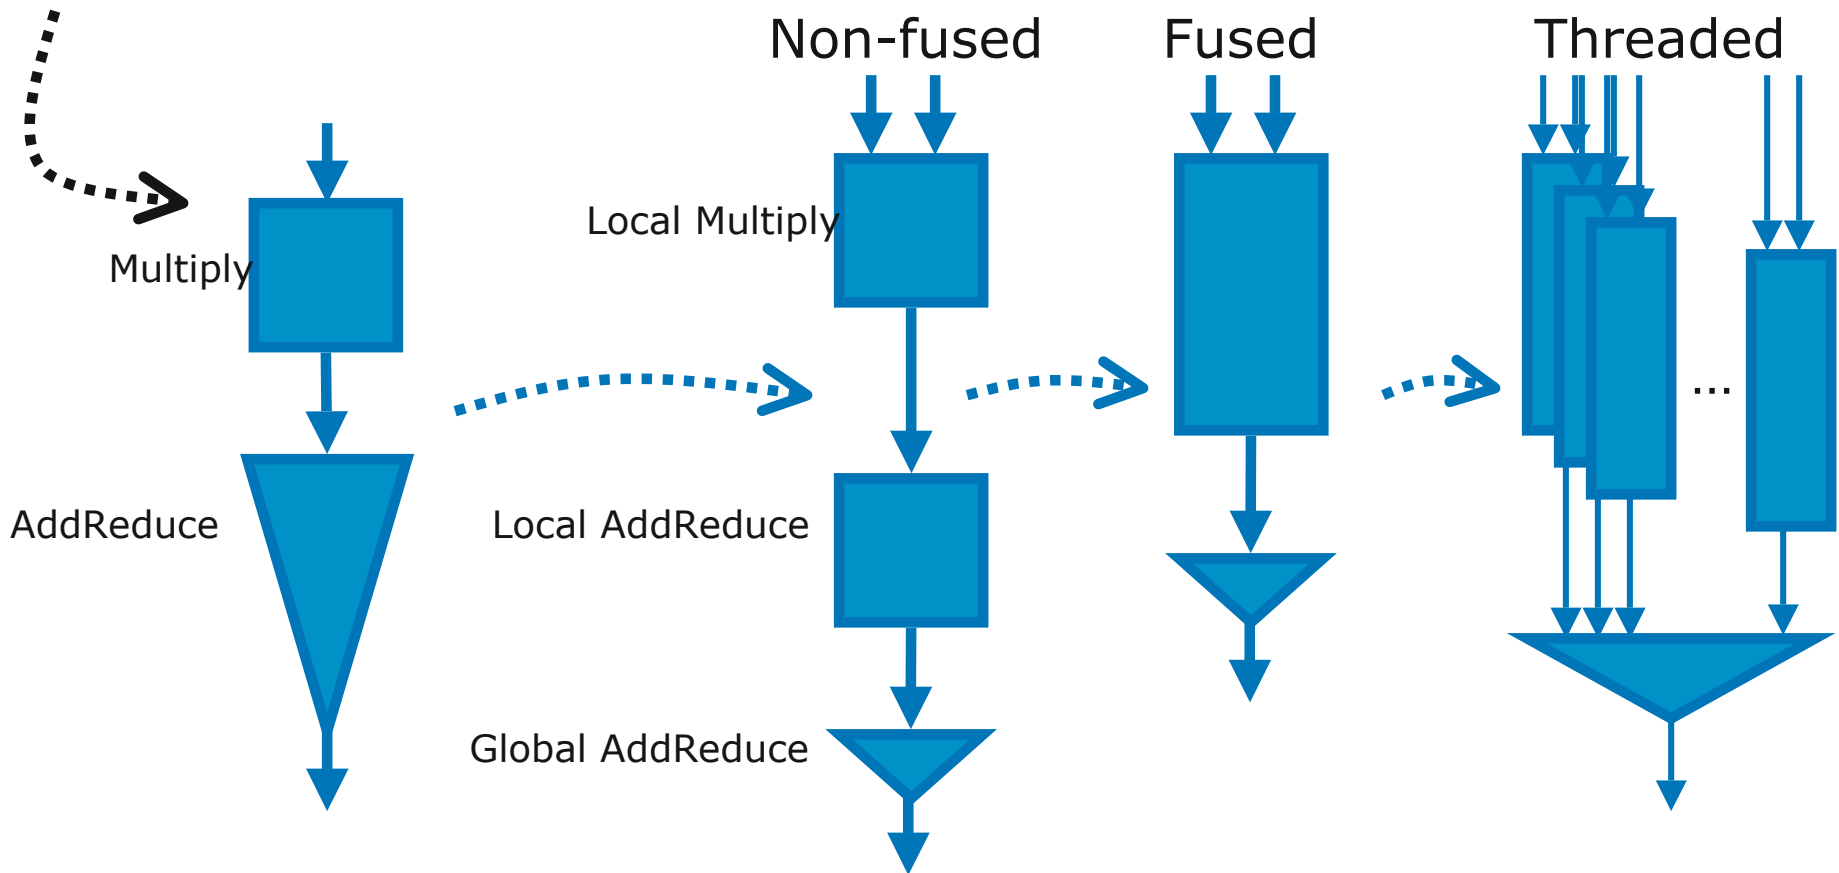 Non-fused
Fused
Threaded
Local Multiply
Multiply
...
AddReduce
Local AddReduce
Global AddReduce